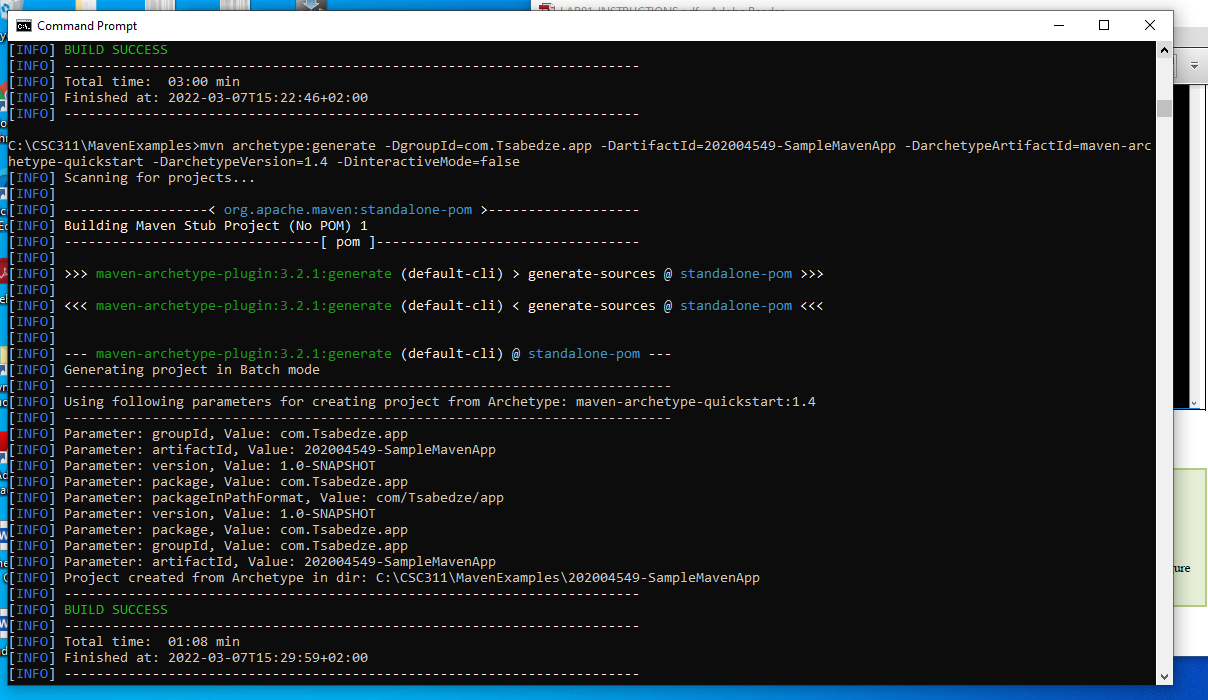 LAB01-INSTRUCTIONS.pdf - Adobe Reader
Command Prompt
[INFO] BUILD SUCCESS
[INFO] ------------------------------------------------------------------------
[INFO] Total time:  03:00 min
[INFO] Finished at: 2022-03-07T15:22:46+02:00
[INFO] ------------------------------------------------------------------------
C:\CSC311\MavenExamples>mvn archetype:generate -DgroupId=com.Tsabedze.app -DartifactId=202004549-SampleMavenApp -DarchetypeArtifactId=maven-arc
hetype-quickstart -DarchetypeVersion=1.4 -DinteractiveMode=false
[INFO] Scanning for projects...
[INFO]
[INFO] ------------------< org.apache.maven:standalone-pom >-------------------
[INFO] Building Maven Stub Project (No POM) 1
[INFO] --------------------------------[ pom ]---------------------------------
[INFO]
[INFO] >>> maven-archetype-plugin:3.2.1:generate (default-cli) > generate-sources @ standalone-pom >>>
[INFO]
[INFO] <<< maven-archetype-plugin:3.2.1:generate (default-cli) < generate-sources @ standalone-pom <<<
[INFO]
[INFO]
[INFO] --- maven-archetype-plugin:3.2.1:generate (default-cli) @ standalone-pom ---
[INFO] Generating project in Batch mode
[INFO] ----------------------------------------------------------------------------
[INFO] Using following parameters for creating project from Archetype: maven-archetype-quickstart:1.4
[INFO] ----------------------------------------------------------------------------
[INFO] Parameter: groupId, Value: com.Tsabedze.app
[INFO] Parameter: artifactId, Value: 202004549-SampleMavenApp
[INFO] Parameter: version, Value: 1.0-SNAPSHOT
[INFO] Parameter: package, Value: com.Tsabedze.app
[INFO] Parameter: packageInPathFormat, Value: com/Tsabedze/app
[INFO] Parameter: version, Value: 1.0-SNAPSHOT
[INFO] Parameter: package, Value: com.Tsabedze.app
[INFO] Parameter: groupId, Value: com.Tsabedze.app
[INFO] Parameter: artifactId, Value: 202004549-SampleMavenApp
[INFO] Project created from Archetype in dir: C:\CSC311\MavenExamples\202004549-SampleMavenApp
[INFO] ------------------------------------------------------------------------
[INFO] BUILD SUCCESS
[INFO] ------------------------------------------------------------------------
[INFO] Total time:  01:08 min
[INFO] Finished at: 2022-03-07T15:29:59+02:00
[INFO] ------------------------------------------------------------------------
ure